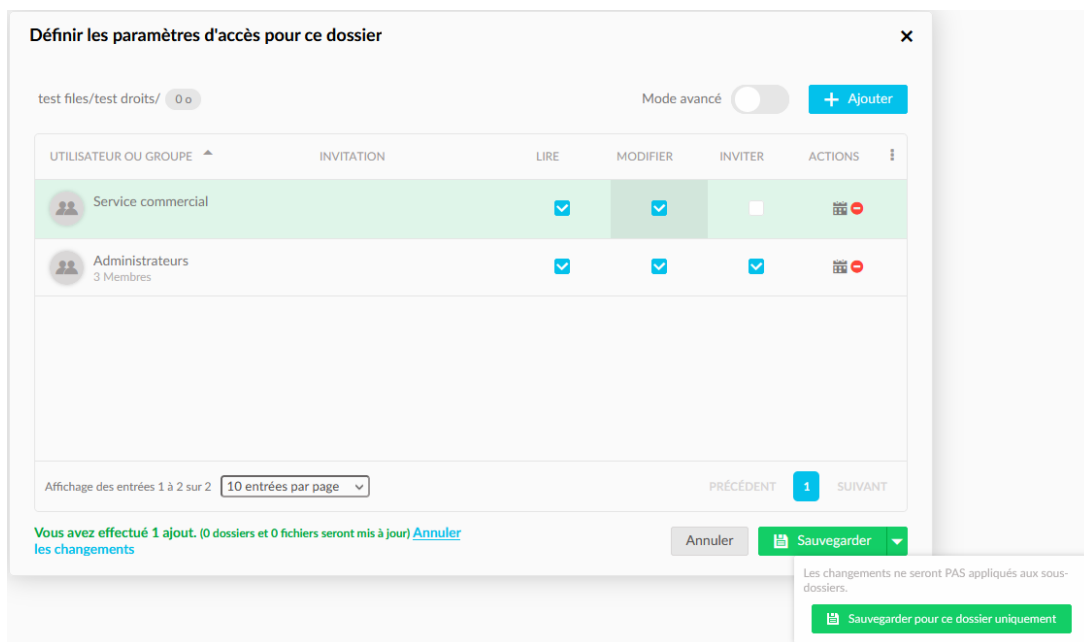 Définir les paramètres d'accès pour ce dossier
test files/test droits/ 0 o
Mode avancé
Ajouter
UTILISATEUR OU GROUPE INVITATION LIRE MODIFIER INVITER ACTIONS
Service commercial
Administrateurs
3 Membres
Affichage des entrées 1 à 2 sur 2 10 entrées par page
PRÉCÉDENT 1 SUIVANT
Vous avez effectué 1 ajout. (0 dossiers et 0 fichiers seront mis à jour) Annuler
les changements
Annuler
Sauvegarder
Les changements ne seront PAS appliqués aux sous-
dossiers.
Sauvegarder pour ce dossier uniquement